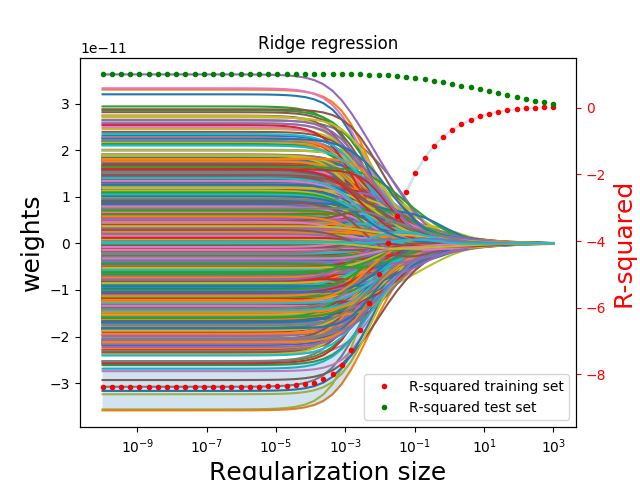 Ridge regression
1e−11
3
2
1
0
−1
−2
−3
weights
0
−2
−4
−6
−8
R-squared
R-squared training set
R-squared test set
10⁻⁹
10⁻⁷
10⁻⁵
10⁻³
10⁻¹
10¹
10³
Regularization size